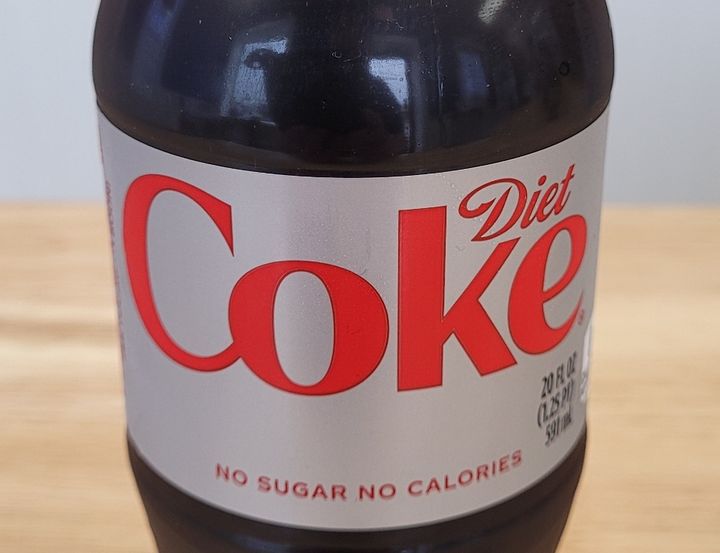 Diet
Coke®
20 FL OZ
(1.25 PT)
591 mL
NO SUGAR NO CALORIES